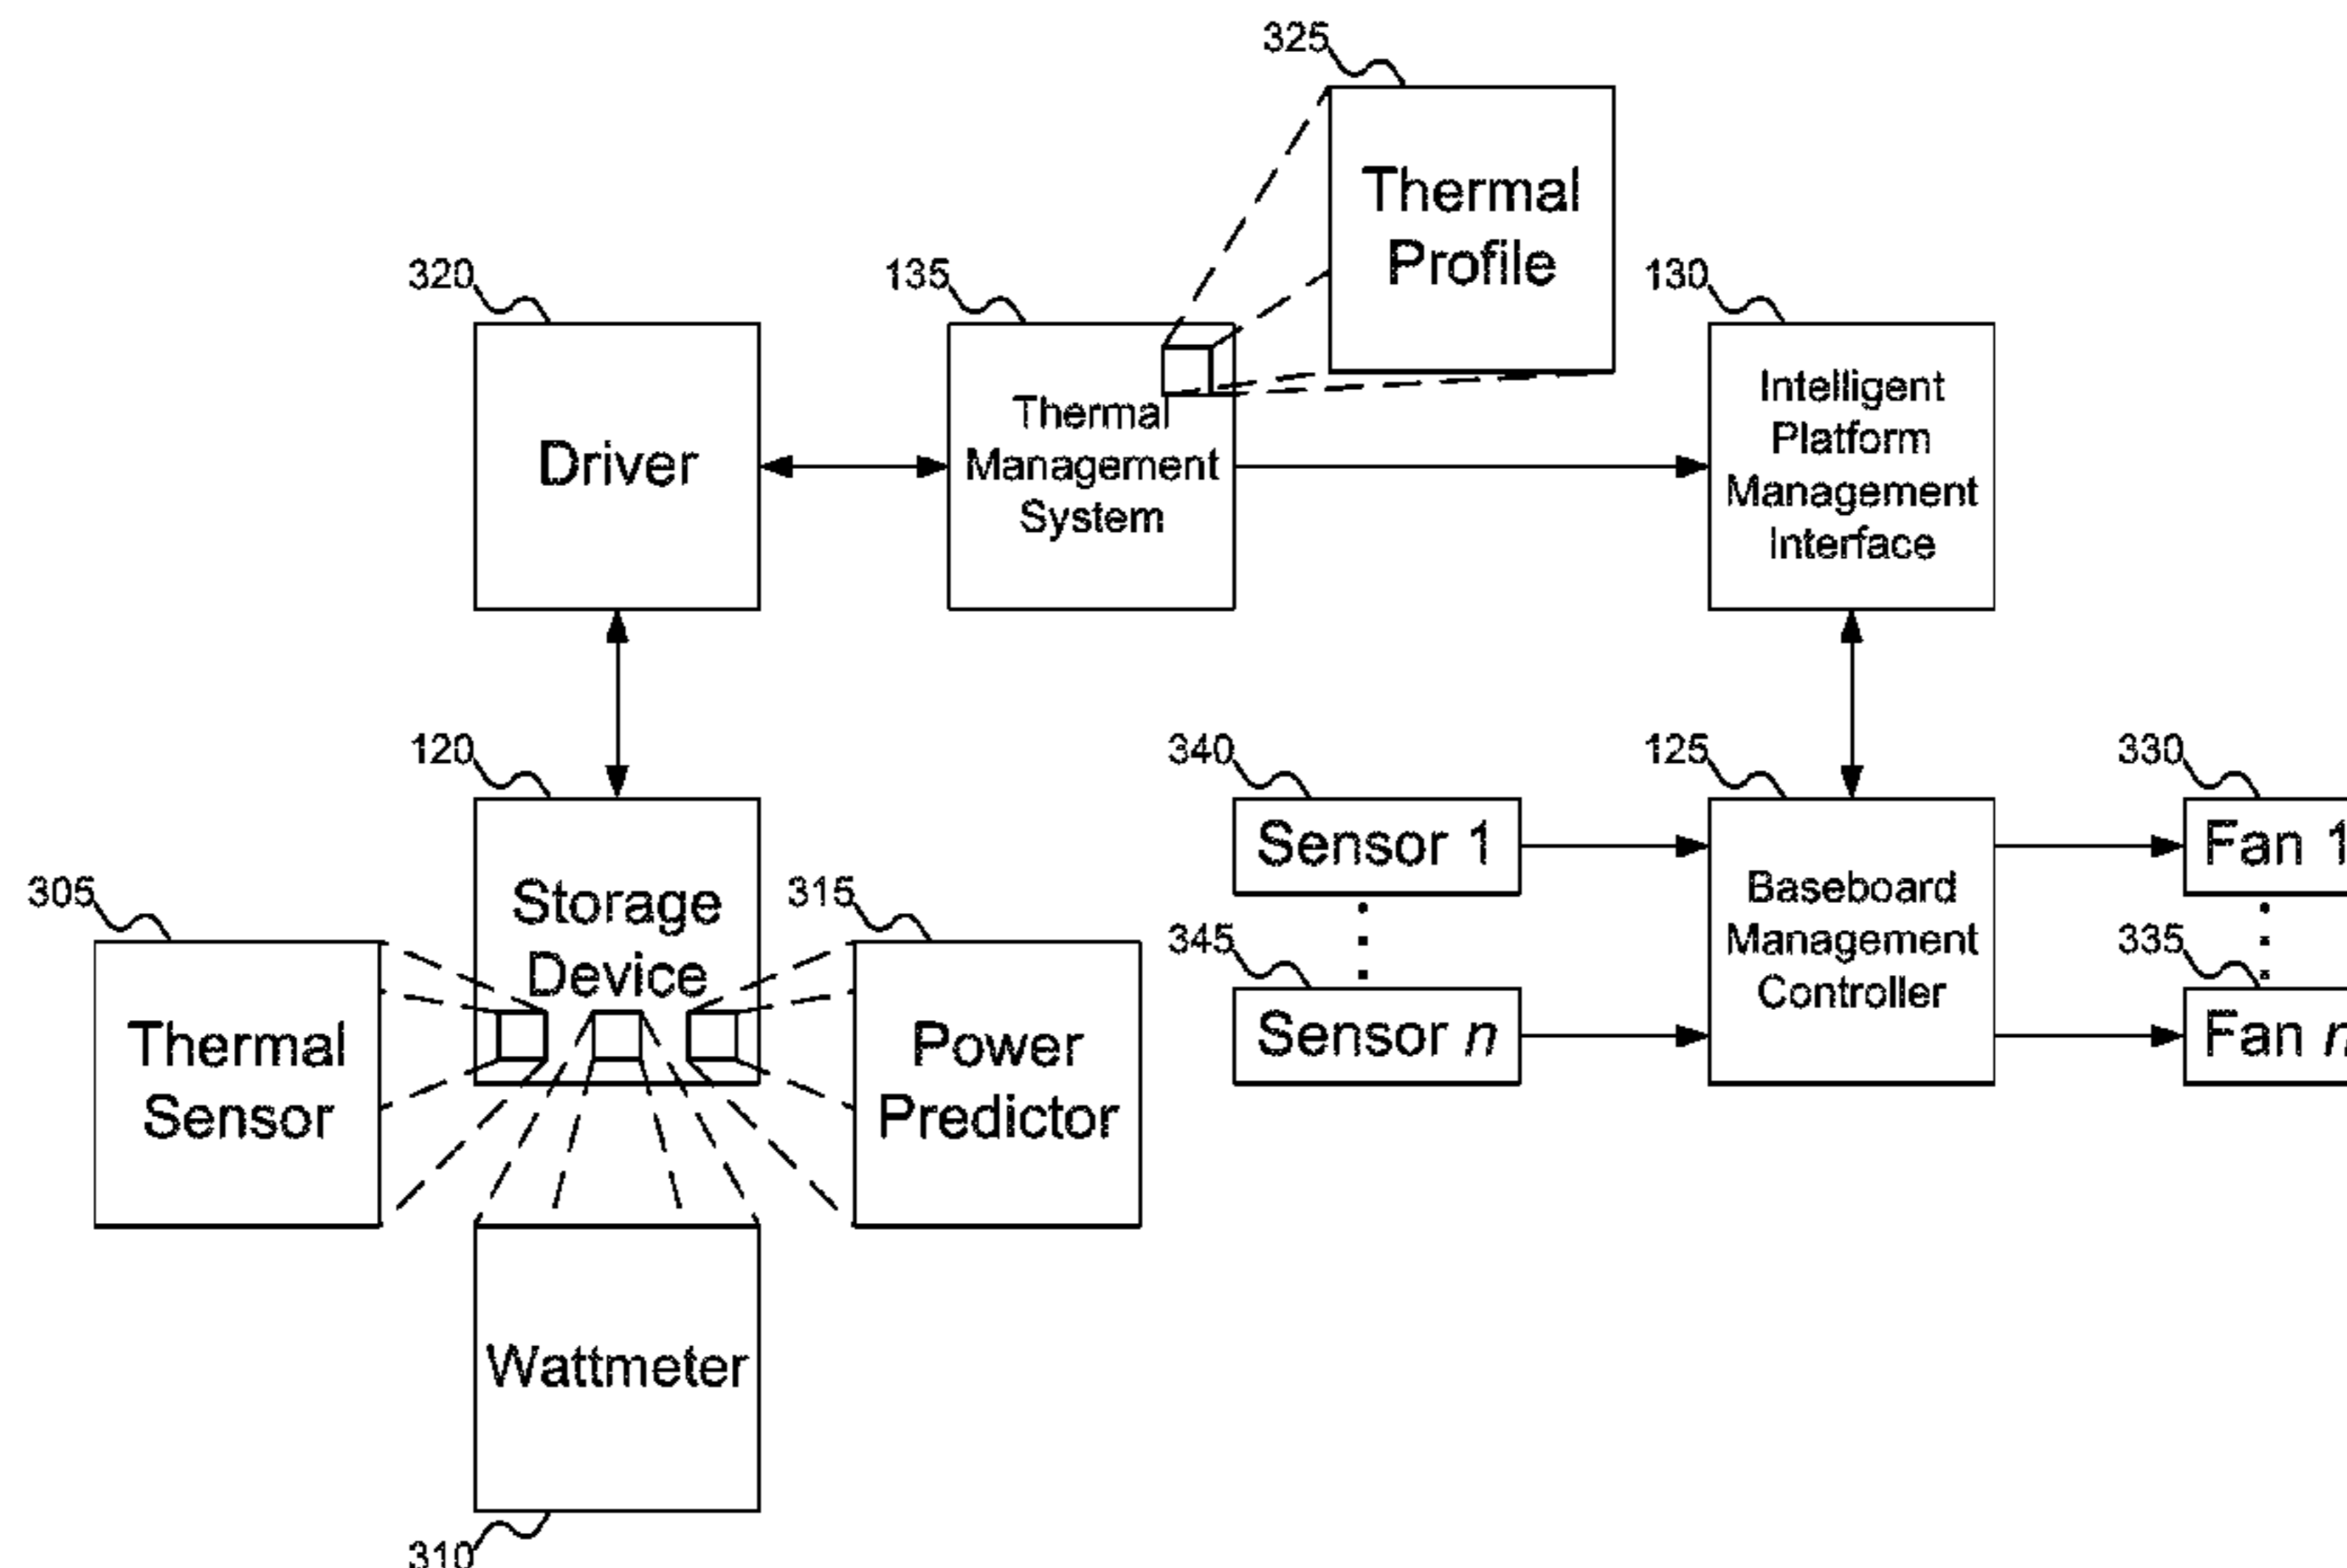 325
Thermal
Profile
320
135
130
Driver
Thermal
Management
System
Intelligent
Platform
Management
Interface
120
340
125
330
Storage
Device
Sensor 1
Baseboard
Management
Controller
Fan 1
305
315
345
335
Thermal
Sensor
Power
Predictor
Sensor n
Fan n
Wattmeter
310